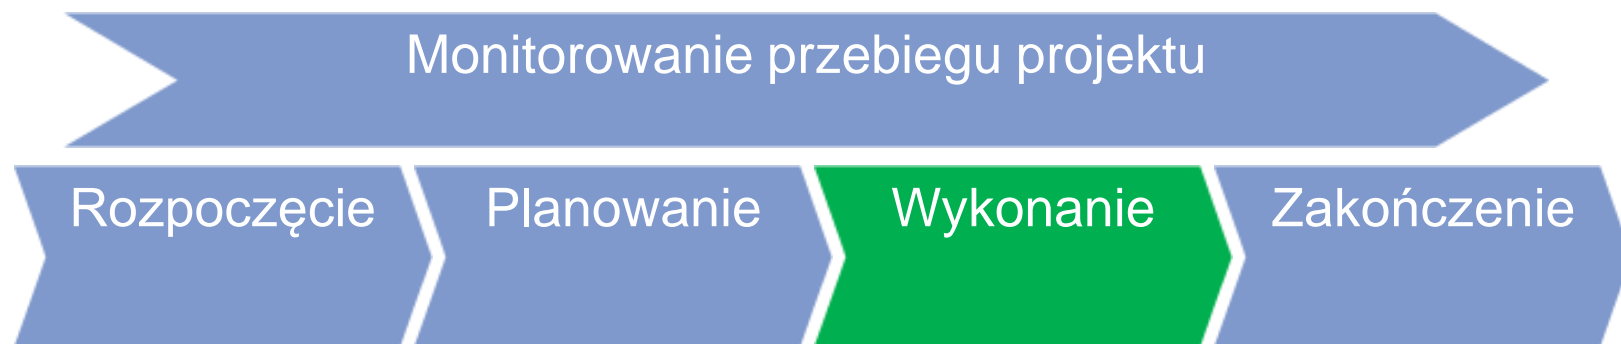 Monitorowanie przebiegu projektu
Rozpoczęcie
Planowanie
Wykonanie
Zakończenie